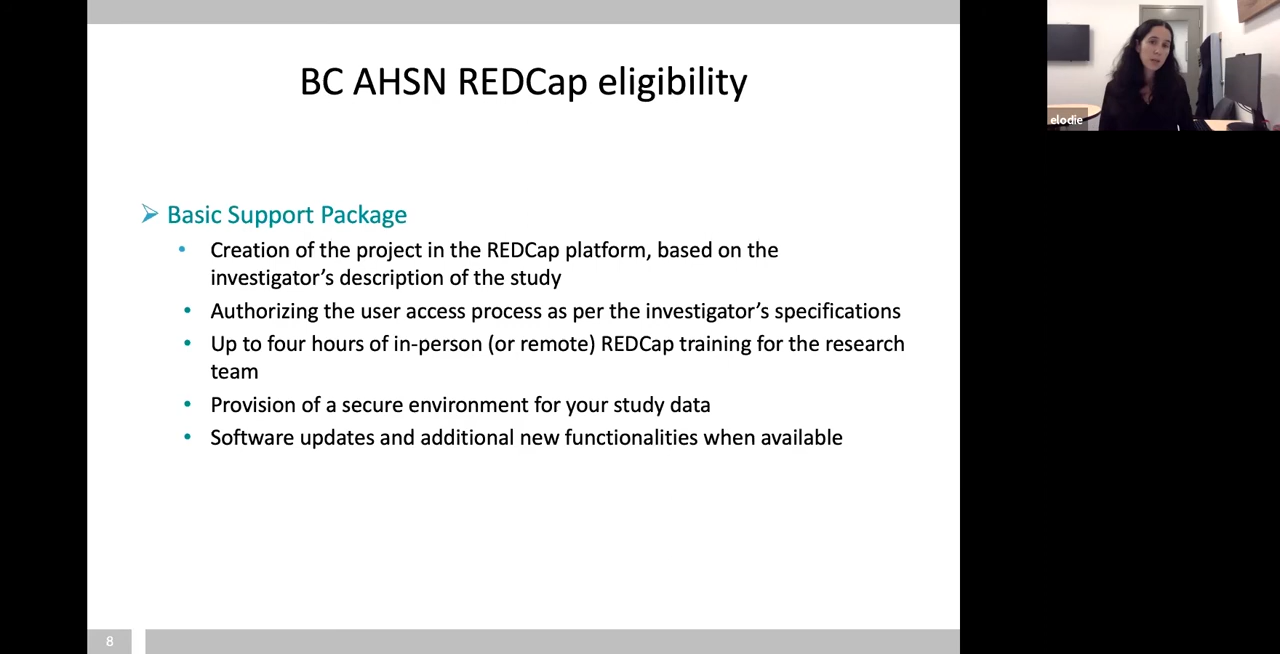 BC AHSN REDCap eligibility
Basic Support Package
Creation of the project in the REDCap platform, based on the
investigator’s description of the study
Authorizing the user access process as per the investigator’s specifications
Up to four hours of in-person (or remote) REDCap training for the research
team
Provision of a secure environment for your study data
Software updates and additional new functionalities when available
8
elodie